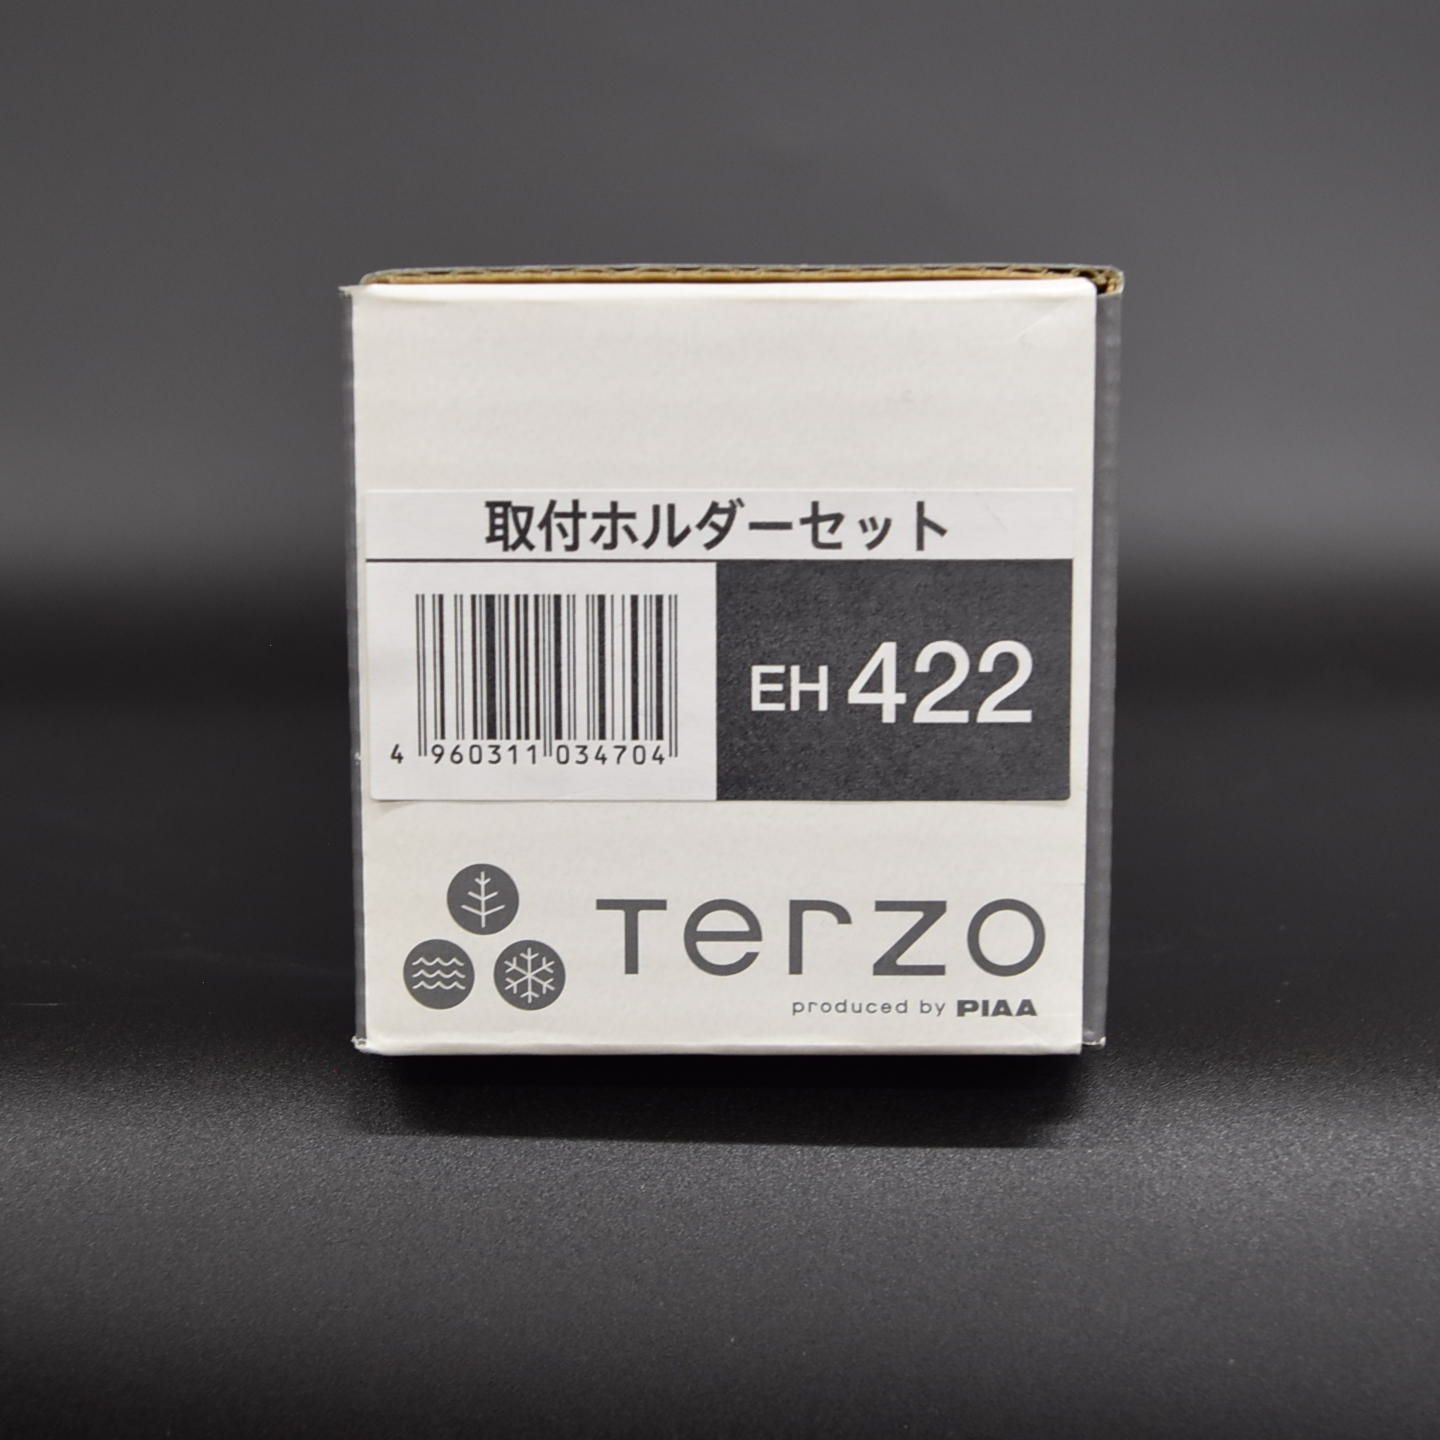 取付ホルダーセット
EH 422
4 960311 034704
Terzo
produced by PIAA